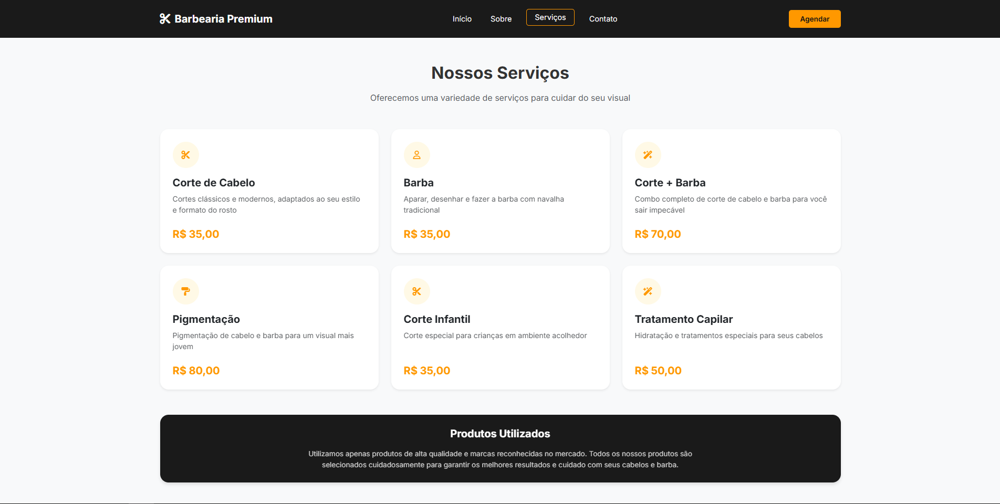 Barbearia Premium
Início
Sobre
Serviços
Contato
Agendar
Nossos Serviços
Oferecemos uma variedade de serviços para cuidar do seu visual
Corte de Cabelo
Cortes clássicos e modernos, adaptados ao seu estilo
e formato do rosto
R$ 35,00
Barba
Aparar, desenhar e fazer a barba com navalha
tradicional
R$ 35,00
Corte + Barba
Combo completo de corte de cabelo e barba para você
sair impecável
R$ 70,00
Pigmentação
Pigmentação de cabelo e barba para um visual mais
jovem
R$ 80,00
Corte Infantil
Corte especial para crianças em ambiente acolhedor
R$ 35,00
Tratamento Capilar
Hidratação e tratamentos especiais para seus cabelos
R$ 50,00
Produtos Utilizados
Utilizamos apenas produtos de alta qualidade e marcas reconhecidas no mercado. Todos os nossos produtos são
selecionados cuidadosamente para garantir os melhores resultados e cuidado com seus cabelos e barba.